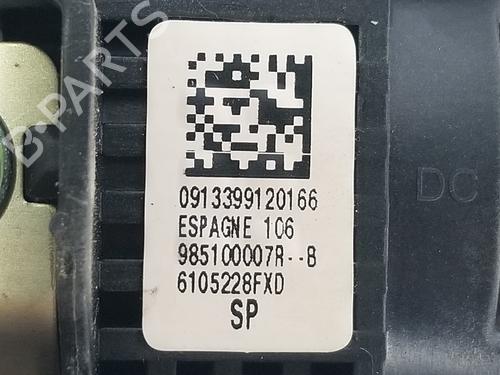 0913399120166
ESPAGNE 106
985100007R--B
6105228FXD
SP
DC
B-PARTS